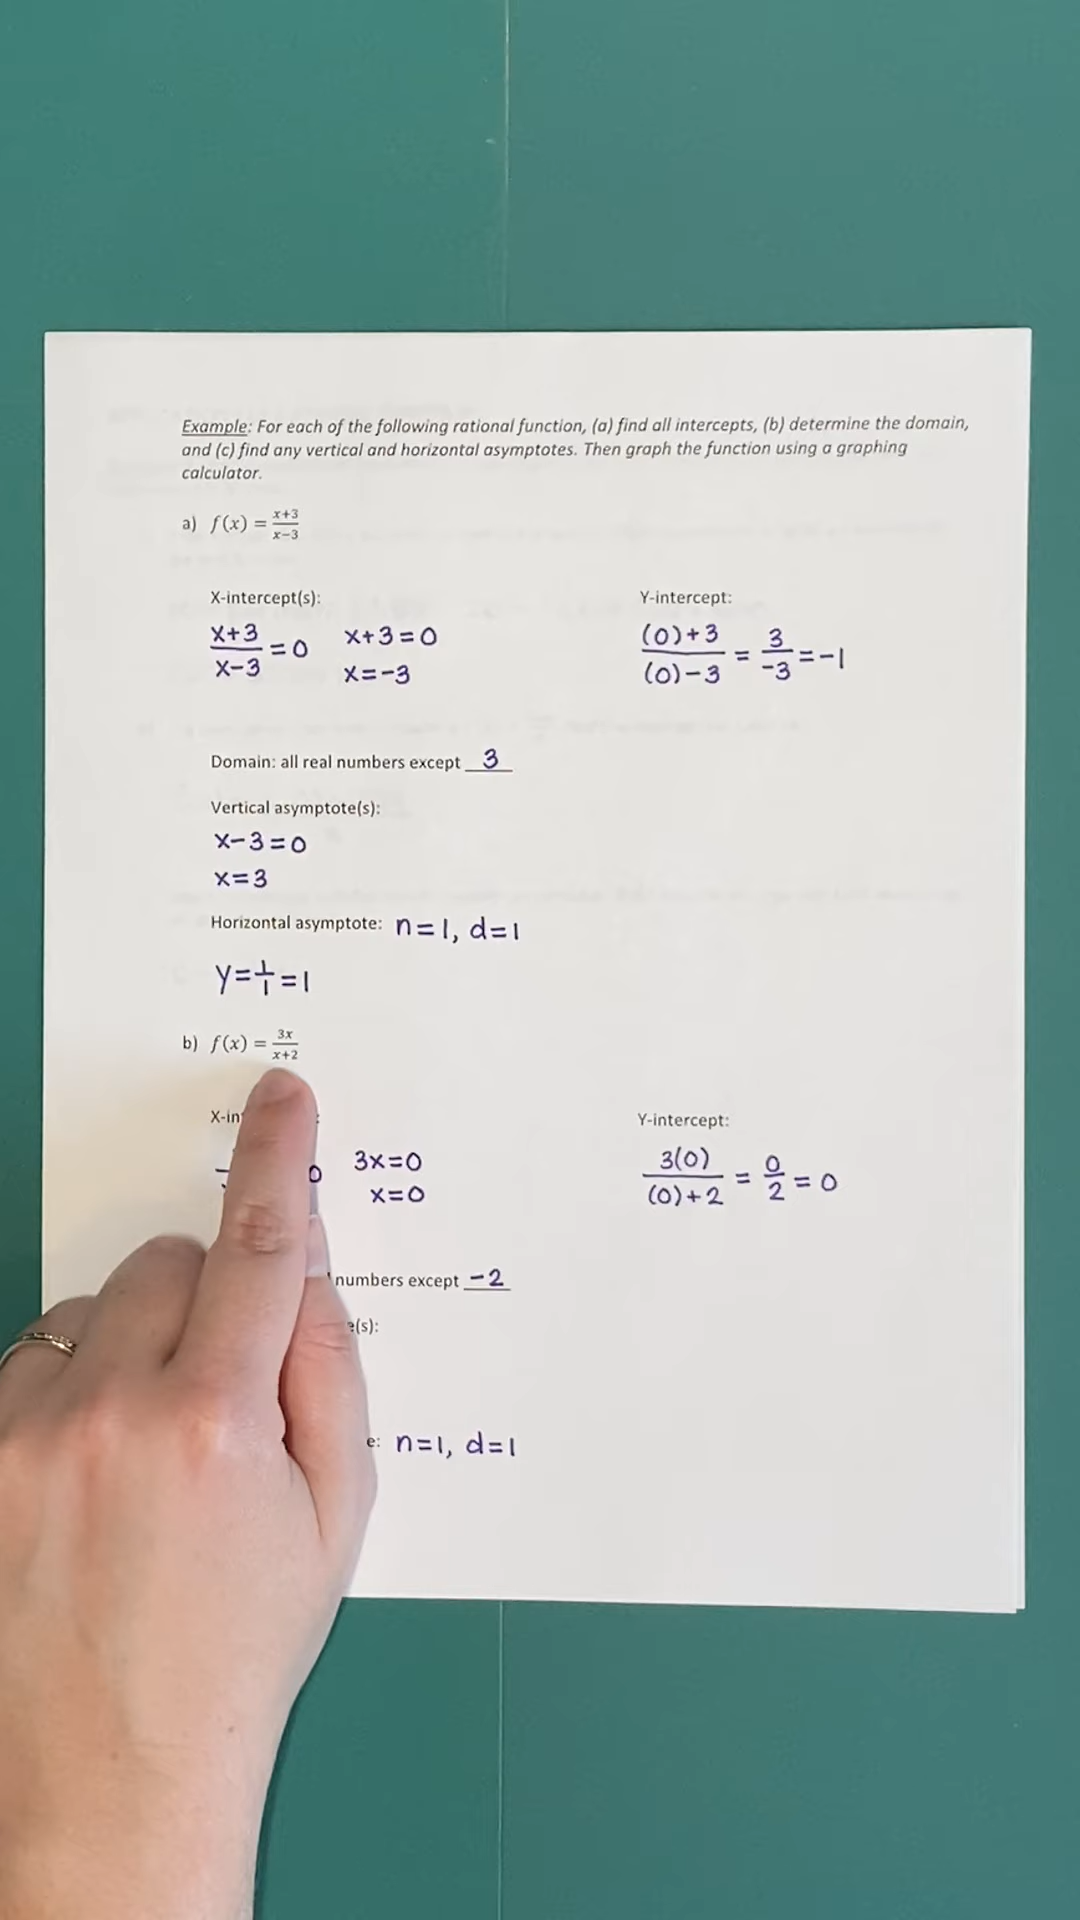 Example: For each of the following rational function, (a) find all intercepts, (b) determine the domain,
and (c) find any vertical and horizontal asymptotes. Then graph the function using a graphing
calculator.
a) f(x) = x+3/x−3
X-intercept(s): Y-intercept:
x+3/x−3 = 0 x+3=0 (0)+3/(0)−3 = 3/−3 = −1
x=−3
Domain: all real numbers except 3
Vertical asymptote(s):
x−3=0
x=3
Horizontal asymptote: n=1, d=1
y=1/1=1
b) f(x) = 3x/x+2
Y-intercept:
0 3x=0 3(0)/(0)+2 = 0/2 = 0
x=0
numbers except −2
e(s):
e: n=1, d=1